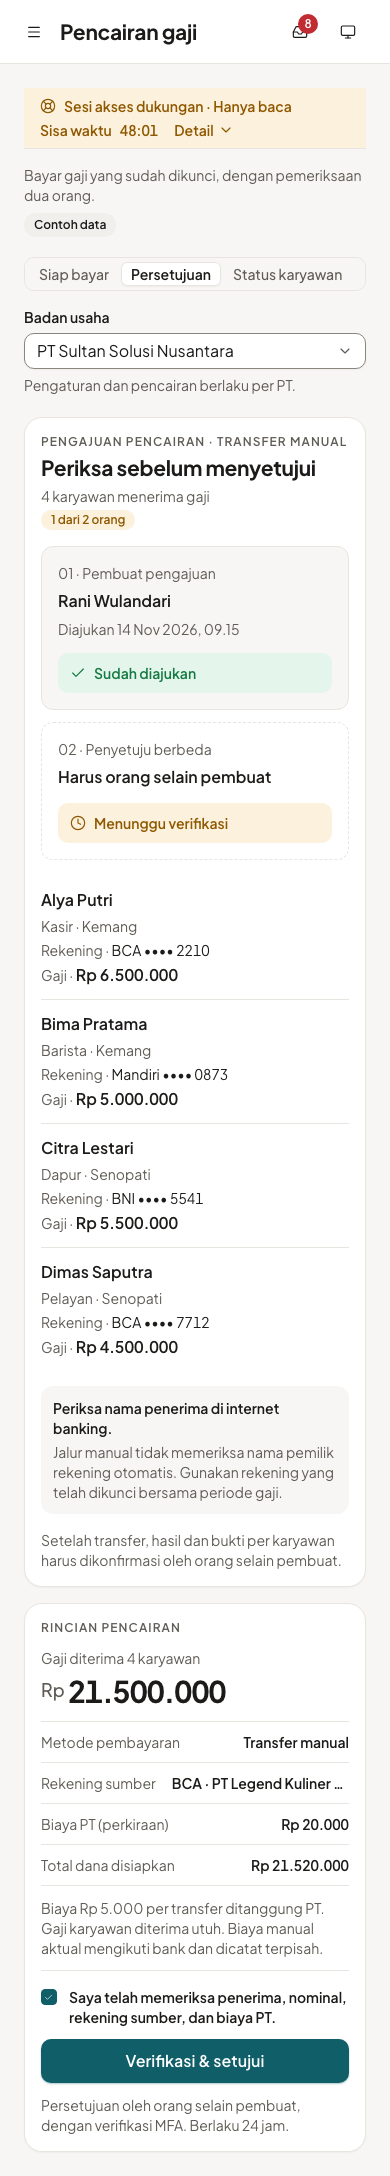 Pencairan gaji
8
Sesi akses dukungan · Hanya baca
Sisa waktu 48:01 Detail
Bayar gaji yang sudah dikunci, dengan pemeriksaan
dua orang.
Contoh data
Siap bayar Persetujuan Status karyawan
Badan usaha
PT Sultan Solusi Nusantara
Pengaturan dan pencairan berlaku per PT.
PENGAJUAN PENCAIRAN · TRANSFER MANUAL
Periksa sebelum menyetujui
4 karyawan menerima gaji
1 dari 2 orang
01 · Pembuat pengajuan
Rani Wulandari
Diajukan 14 Nov 2026, 09.15
Sudah diajukan
02 · Penyetuju berbeda
Harus orang selain pembuat
Menunggu verifikasi
Alya Putri
Kasir · Kemang
Rekening · BCA •••• 2210
Gaji · Rp 6.500.000
Bima Pratama
Barista · Kemang
Rekening · Mandiri •••• 0873
Gaji · Rp 5.000.000
Citra Lestari
Dapur · Senopati
Rekening · BNI •••• 5541
Gaji · Rp 5.500.000
Dimas Saputra
Pelayan · Senopati
Rekening · BCA •••• 7712
Gaji · Rp 4.500.000
Periksa nama penerima di internet
banking.
Jalur manual tidak memeriksa nama pemilik
rekening otomatis. Gunakan rekening yang
telah dikunci bersama periode gaji.
Setelah transfer, hasil dan bukti per karyawan
harus dikonfirmasi oleh orang selain pembuat.
RINCIAN PENCAIRAN
Gaji diterima 4 karyawan
Rp 21.500.000
Metode pembayaran Transfer manual
Rekening sumber BCA · PT Legend Kuliner ...
Biaya PT (perkiraan) Rp 20.000
Total dana disiapkan Rp 21.520.000
Biaya Rp 5.000 per transfer ditanggung PT.
Gaji karyawan diterima utuh. Biaya manual
aktual mengikuti bank dan dicatat terpisah.
Saya telah memeriksa penerima, nominal,
rekening sumber, dan biaya PT.
Verifikasi & setujui
Persetujuan oleh orang selain pembuat,
dengan verifikasi MFA. Berlaku 24 jam.